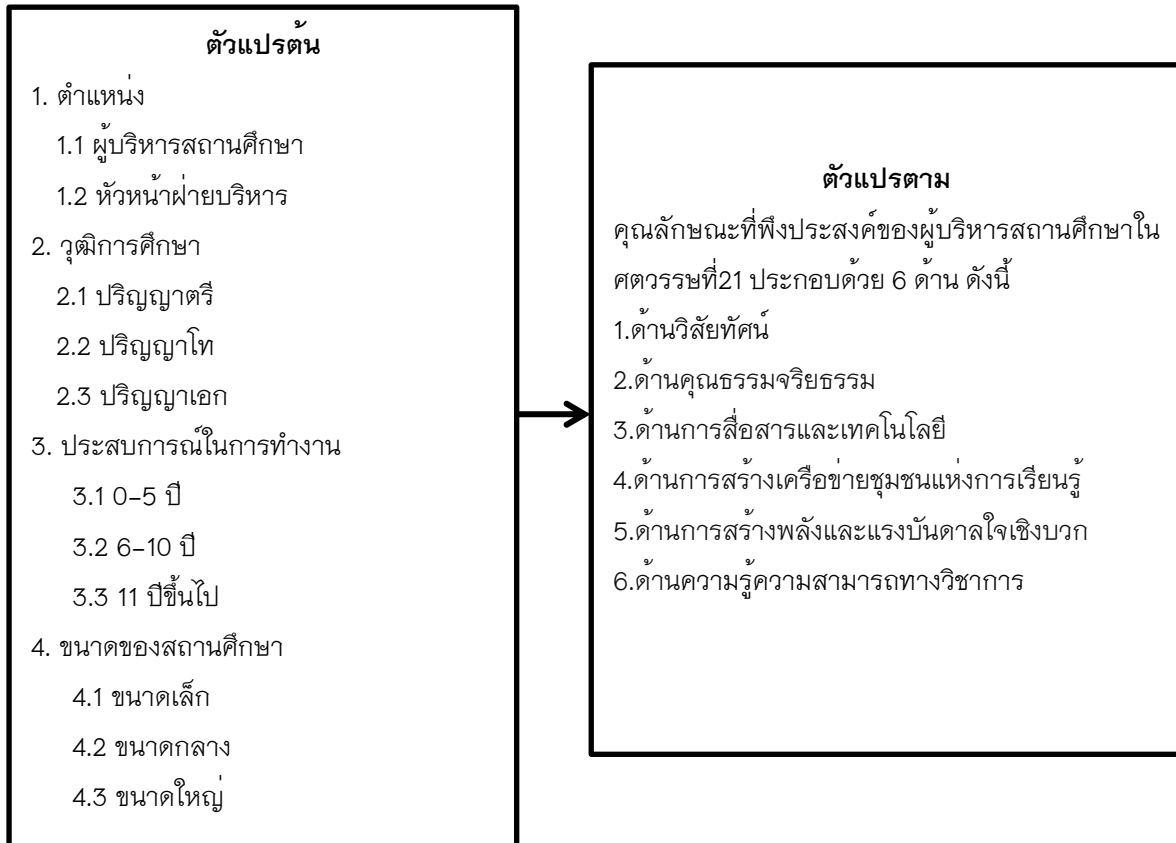 ตัวแปรต้น
1. ตำแหน่ง
1.1 ผู้บริหารสถานศึกษา
1.2 หัวหน้าฝ่ายบริหาร
2. วุฒิการศึกษา
2.1 ปริญญาตรี
2.2 ปริญญาโท
2.3 ปริญญาเอก
3. ประสบการณ์ในการทำงาน
3.1 0–5 ปี
3.2 6–10 ปี
3.3 11 ปีขึ้นไป
4. ขนาดของสถานศึกษา
4.1 ขนาดเล็ก
4.2 ขนาดกลาง
4.3 ขนาดใหญ่
ตัวแปรตาม
คุณลักษณะที่พึงประสงค์ของผู้บริหารสถานศึกษาใน
ศตวรรษที่21 ประกอบด้วย 6 ด้าน ดังนี้
1.ด้านวิสัยทัศน์
2.ด้านคุณธรรมจริยธรรม
3.ด้านการสื่อสารและเทคโนโลยี
4.ด้านการสร้างเครือข่ายชุมชนแห่งการเรียนรู้
5.ด้านการสร้างพลังและแรงบันดาลใจเชิงบวก
6.ด้านความรู้ความสามารถทางวิชาการ